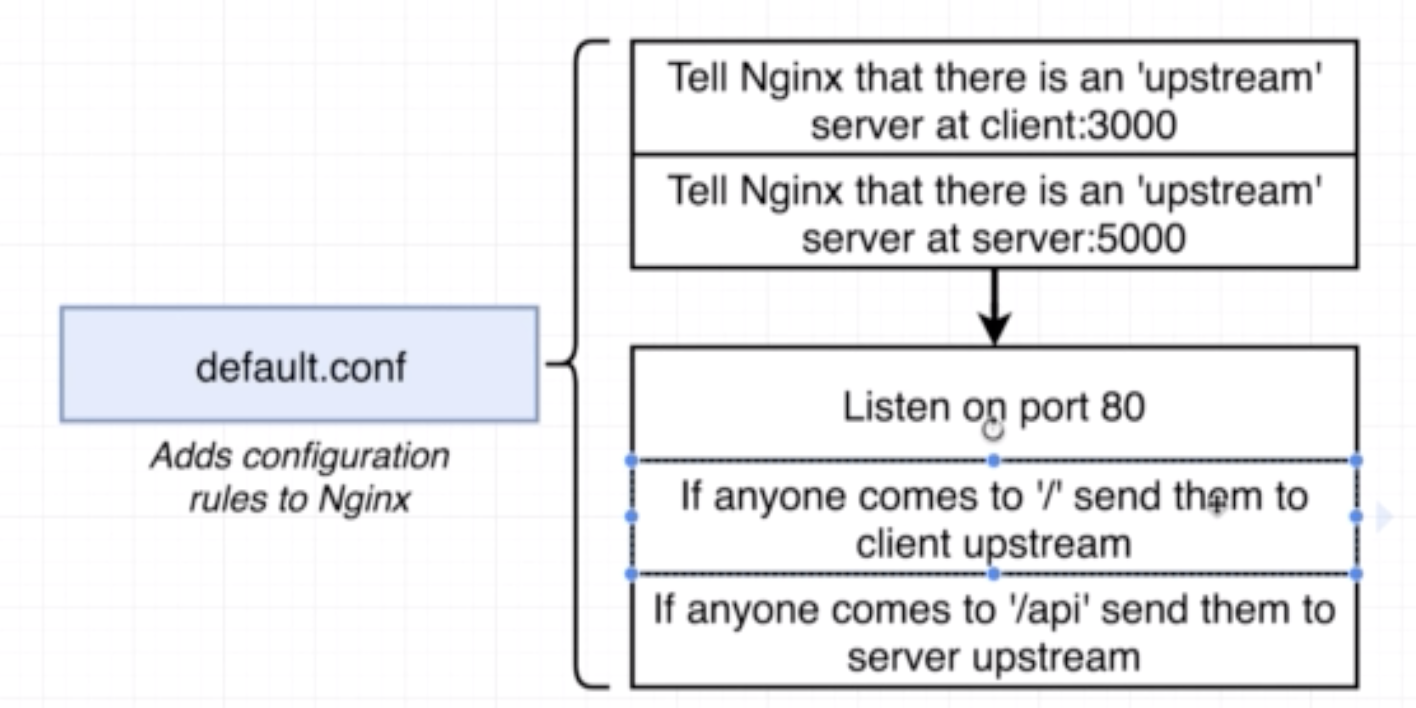 Tell Nginx that there is an 'upstream'
server at client:3000
Tell Nginx that there is an 'upstream'
server at server:5000
default.conf
Adds configuration
rules to Nginx
Listen on port 80
If anyone comes to '/' send them to
client upstream
If anyone comes to '/api' send them to
server upstream